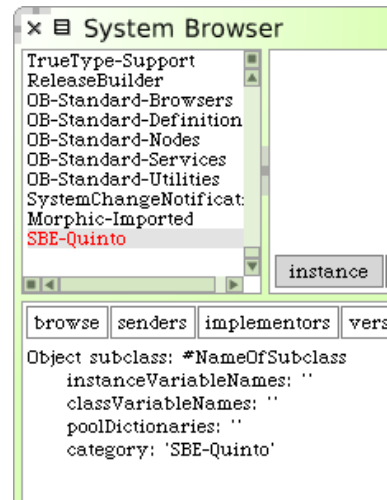 System Browser
TrueType-Support
ReleaseBuilder
OB-Standard-Browsers
OB-Standard-Definition
OB-Standard-Nodes
OB-Standard-Services
OB-Standard-Utilities
SystemChangeNotificat
Morphic-Imported
SBE-Quinto
instance
browse senders implementors vers
Object subclass: #NameOfSubclass
instanceVariableNames: ''
classVariableNames: ''
poolDictionaries: ''
category: 'SBE-Quinto'